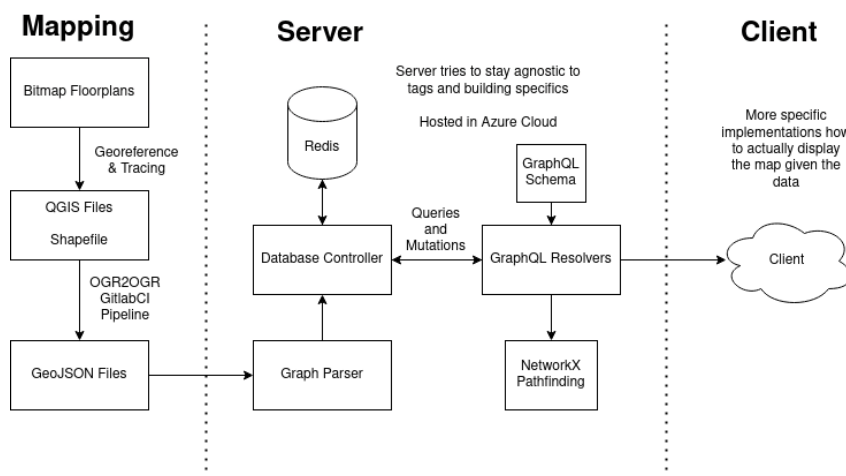 Mapping
Bitmap Floorplans
Georeference
& Tracing
QGIS Files
Shapefile
OGR2OGR
GitlabCI
Pipeline
GeoJSON Files
Server
Server tries to stay agnostic to
tags and building specifics
Hosted in Azure Cloud
Redis
GraphQL
Schema
Queries
and
Mutations
Database Controller
GraphQL Resolvers
Graph Parser
NetworkX
Pathfinding
Client
More specific
implementations how
to actually display
the map given the
data
Client